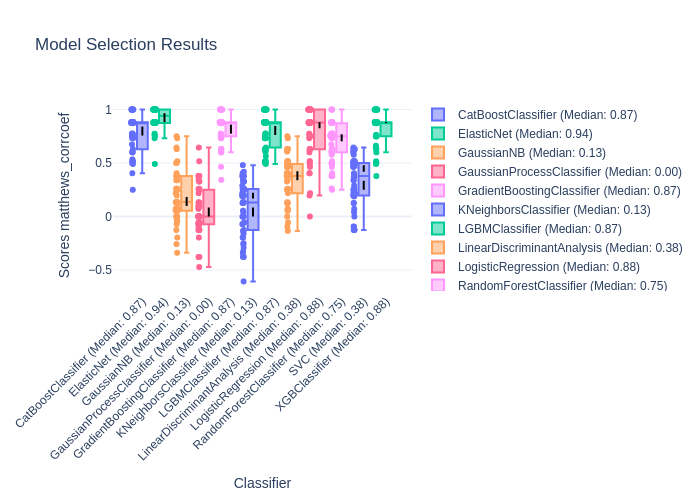 Model Selection Results
Scores matthews_corrcoef
1
0.5
0
−0.5
CatBoostClassifier (Median: 0.87)
ElasticNet (Median: 0.94)
GaussianNB (Median: 0.13)
GaussianProcessClassifier (Median: 0.00)
GradientBoostingClassifier (Median: 0.87)
KNeighborsClassifier (Median: 0.13)
LGBMClassifier (Median: 0.87)
LinearDiscriminantAnalysis (Median: 0.38)
LogisticRegression (Median: 0.88)
RandomForestClassifier (Median: 0.75)
SVC (Median: 0.38)
XGBClassifier (Median: 0.88)
Classifier
CatBoostClassifier (Median: 0.87)
ElasticNet (Median: 0.94)
GaussianNB (Median: 0.13)
GaussianProcessClassifier (Median: 0.00)
GradientBoostingClassifier (Median: 0.87)
KNeighborsClassifier (Median: 0.13)
LGBMClassifier (Median: 0.87)
LinearDiscriminantAnalysis (Median: 0.38)
LogisticRegression (Median: 0.88)
RandomForestClassifier (Median: 0.75)